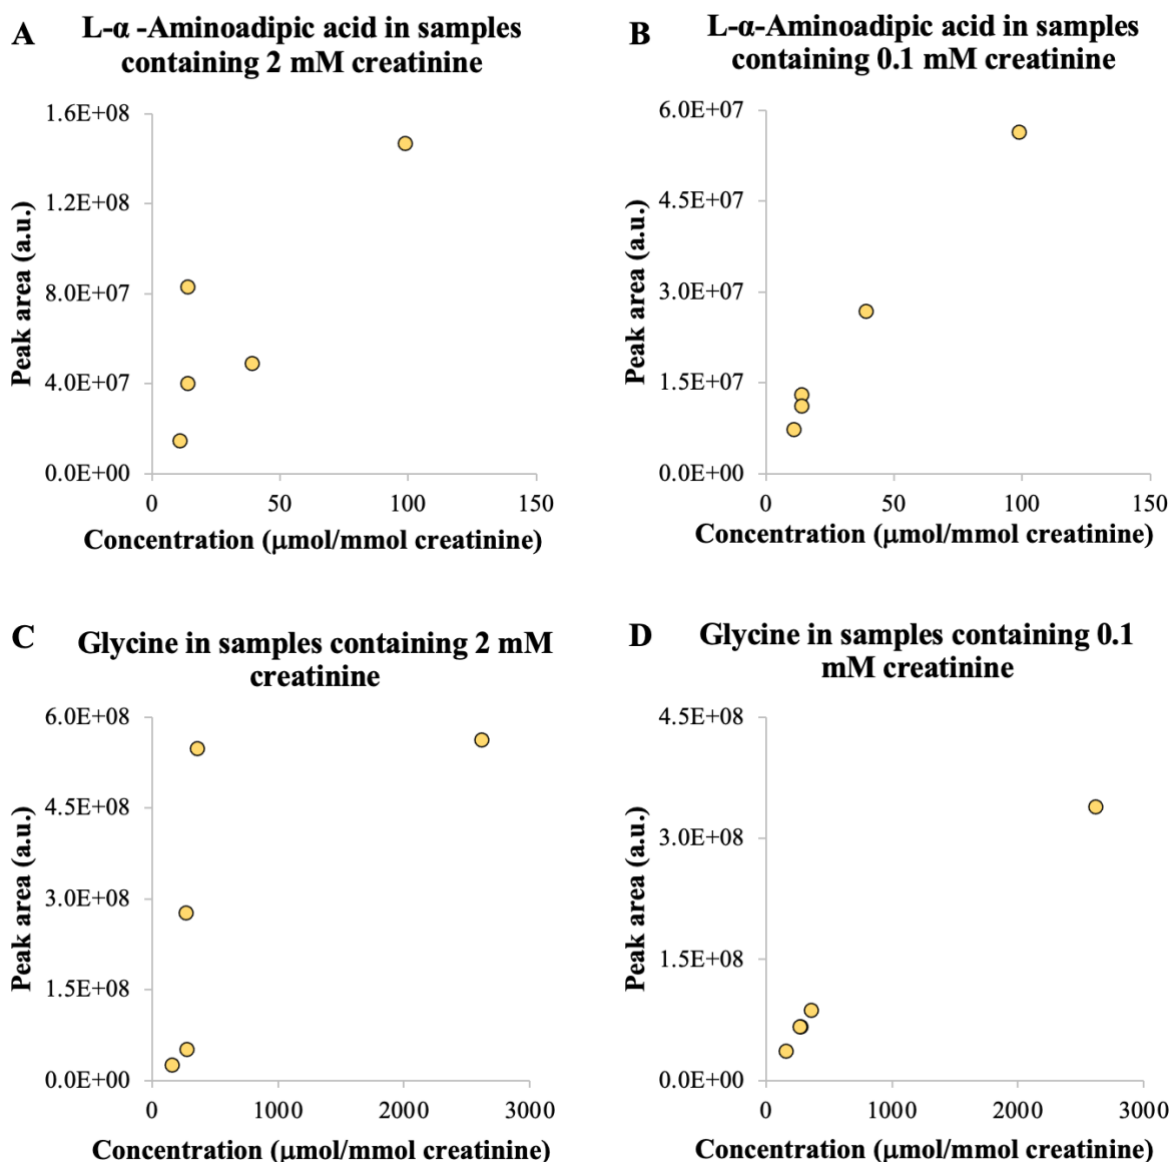 A
L-α -Aminoadipic acid in samples
containing 2 mM creatinine
1.6E+08
1.2E+08
8.0E+07
4.0E+07
0.0E+00
Peak area (a.u.)
0 50 100 150
Concentration (μmol/mmol creatinine)
B
L-α-Aminoadipic acid in samples
containing 0.1 mM creatinine
6.0E+07
4.5E+07
3.0E+07
1.5E+07
0.0E+00
Peak area (a.u.)
0 50 100 150
Concentration (μmol/mmol creatinine)
C
Glycine in samples containing 2 mM
creatinine
6.0E+08
4.5E+08
3.0E+08
1.5E+08
0.0E+00
Peak area (a.u.)
0 1000 2000 3000
Concentration (μmol/mmol creatinine)
D
Glycine in samples containing 0.1
mM creatinine
4.5E+08
3.0E+08
1.5E+08
0.0E+00
Peak area (a.u.)
0 1000 2000 3000
Concentration (μmol/mmol creatinine)